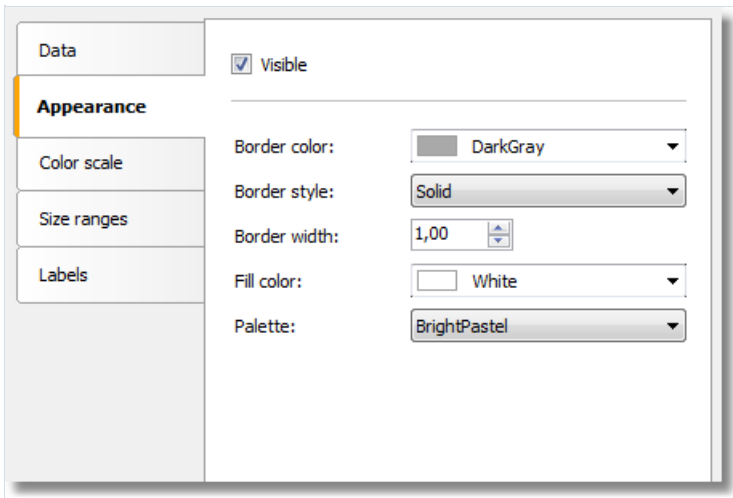 Data
Appearance
Color scale
Size ranges
Labels
Visible
Border color: DarkGray
Border style: Solid
Border width: 1,00
Fill color: White
Palette: BrightPastel